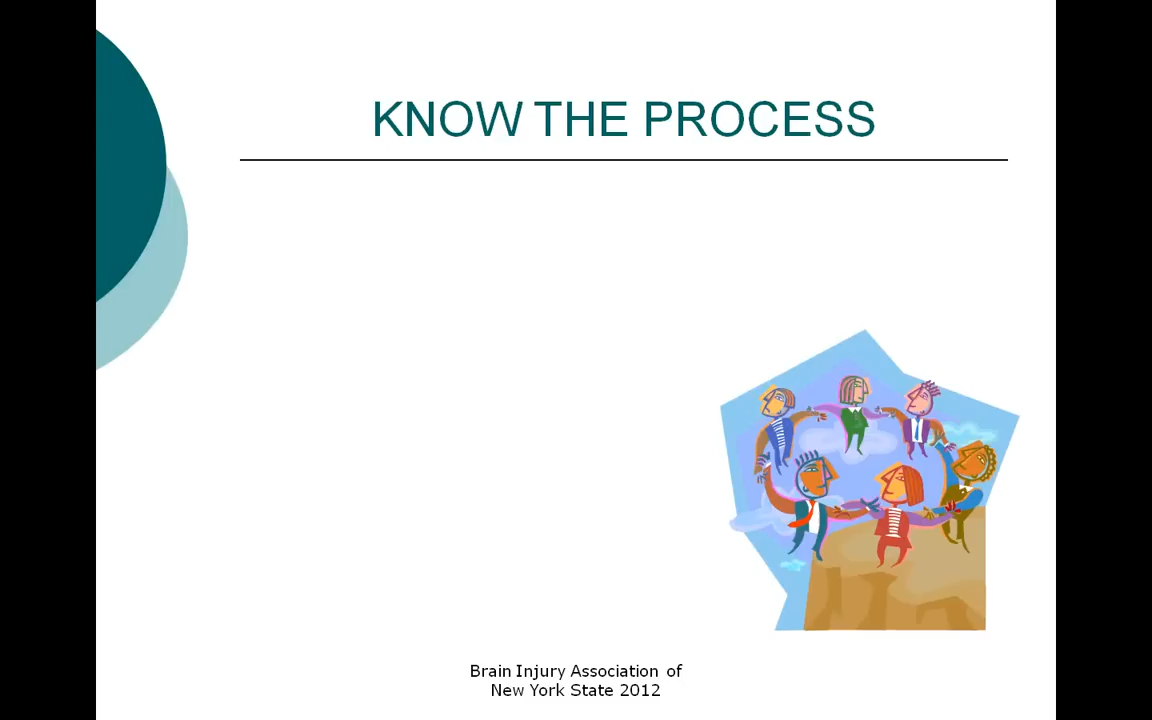 KNOW THE PROCESS
Brain Injury Association of
New York State 2012